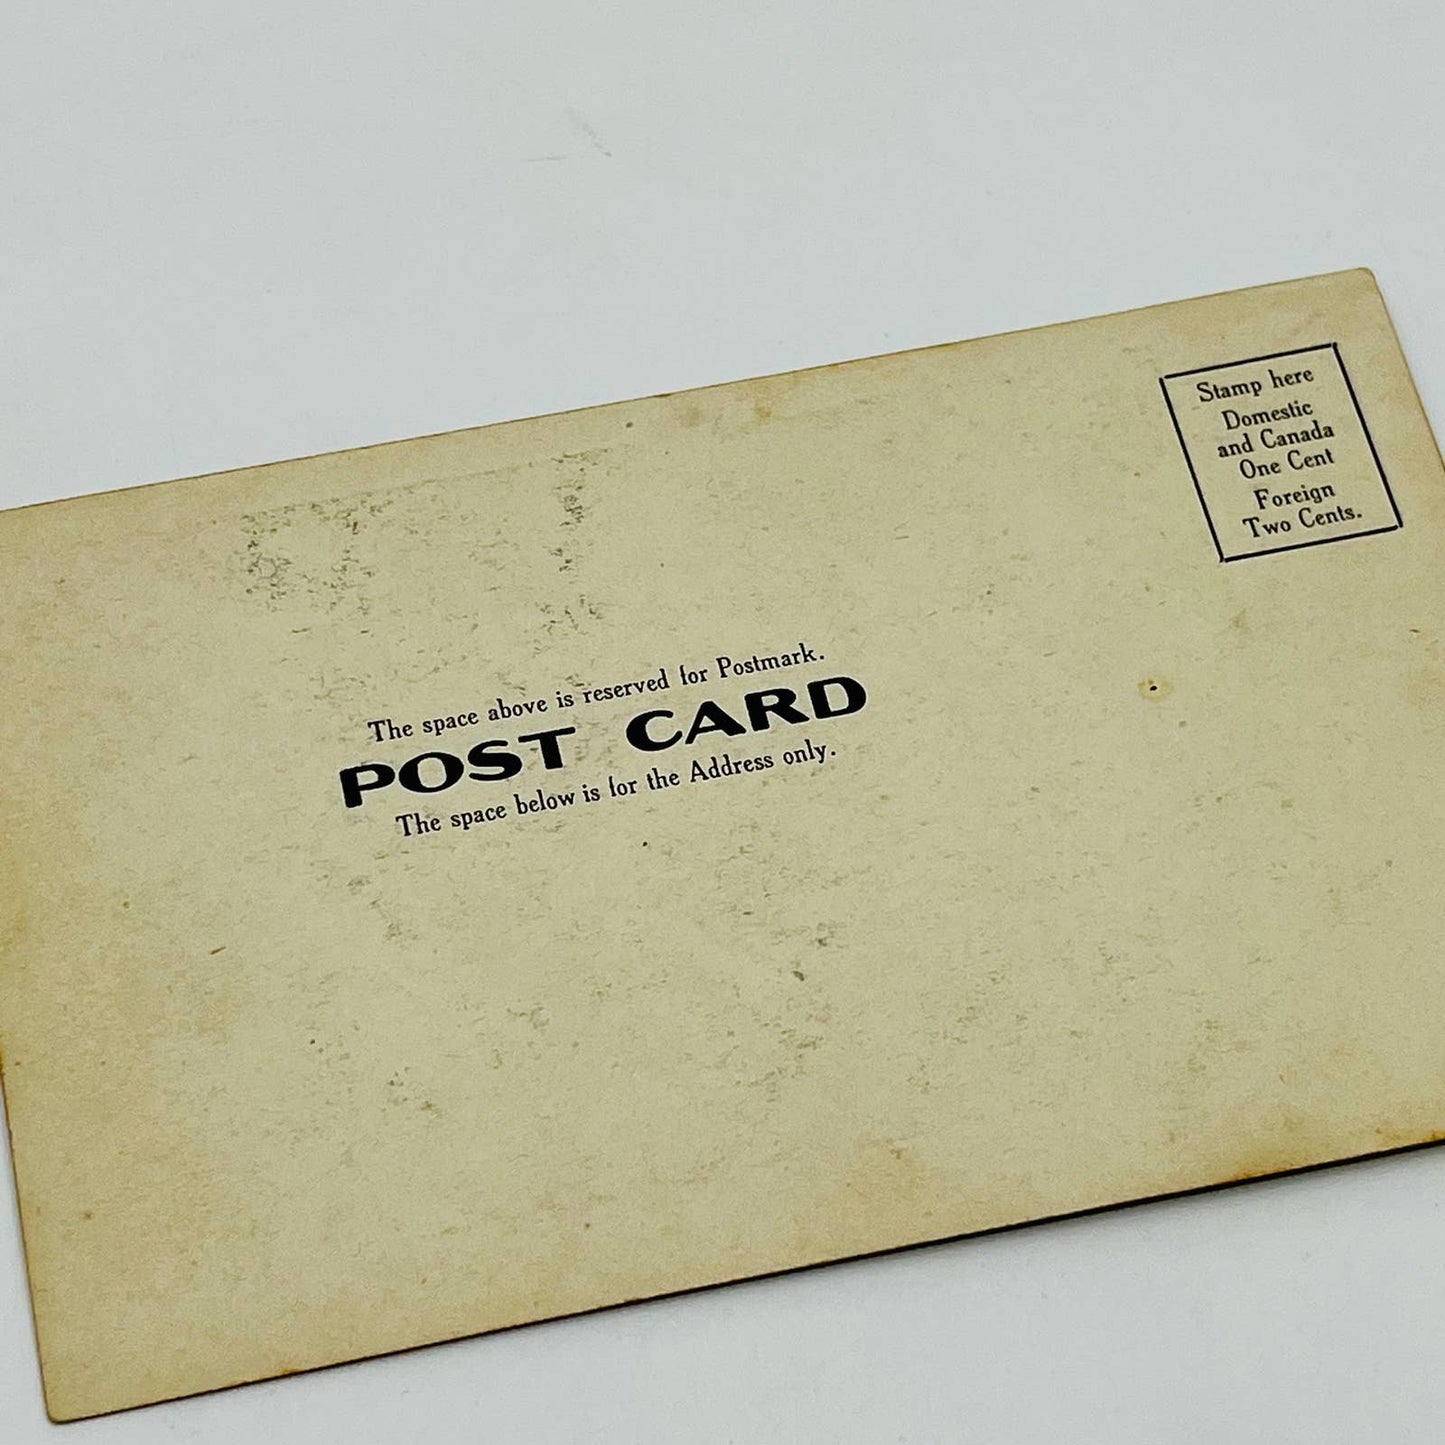 Stamp here
Domestic
and Canada
One Cent
Foreign
Two Cents.
The space above is reserved for Postmark.
POST CARD
The space below is for the Address only.